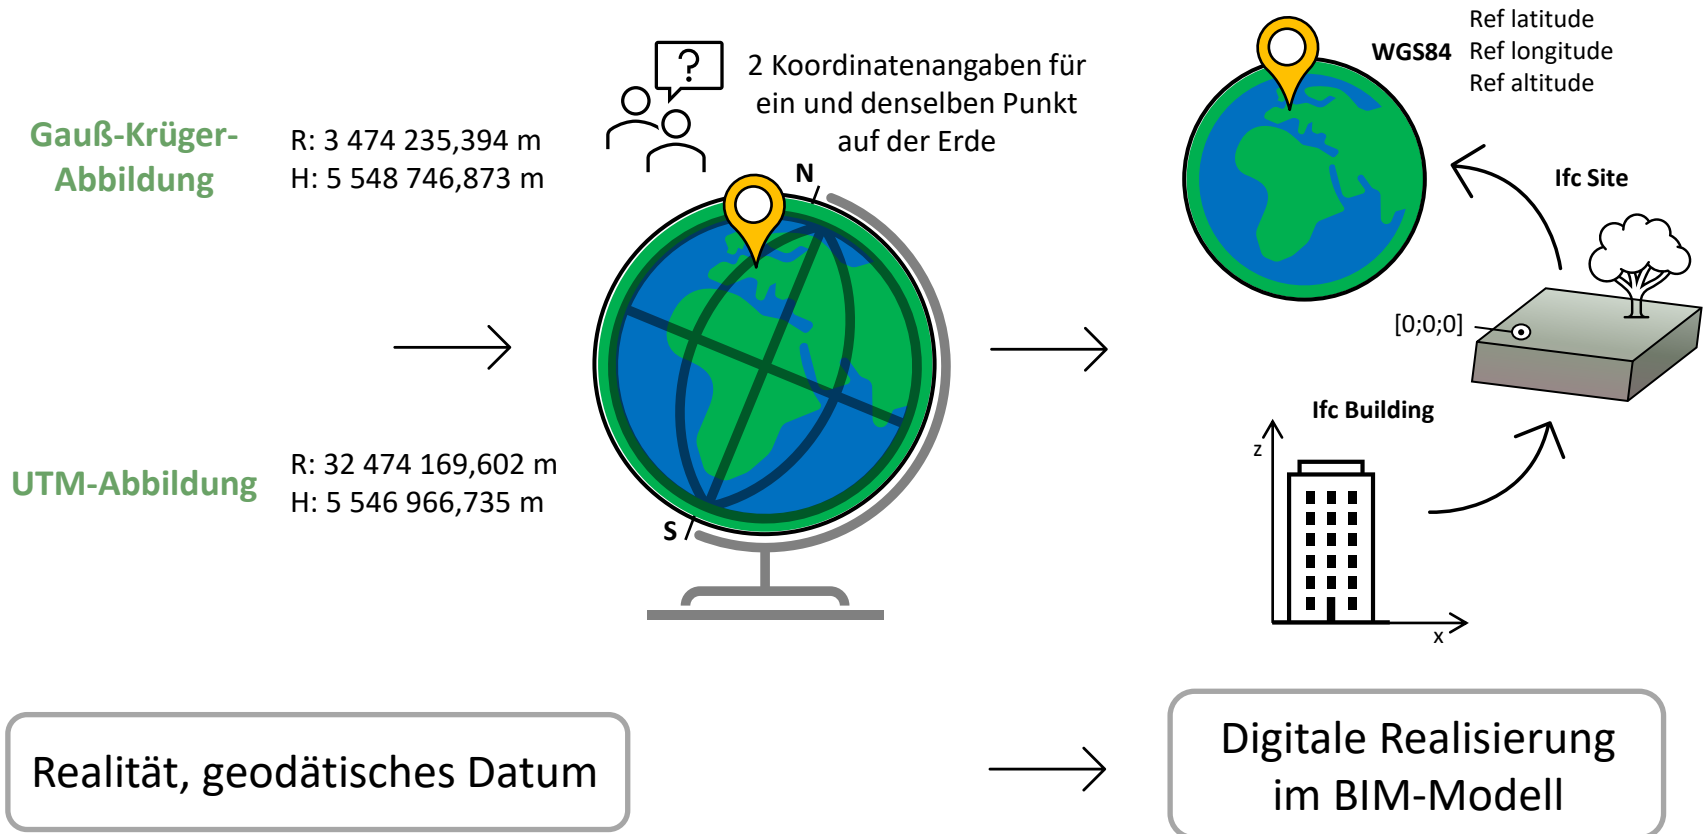 Gauß-Krüger-
Abbildung
R: 3 474 235,394 m
H: 5 548 746,873 m
UTM-Abbildung
R: 32 474 169,602 m
H: 5 546 966,735 m
?
2 Koordinatenangaben für
ein und denselben Punkt
auf der Erde
N
S
WGS84
Ref latitude
Ref longitude
Ref altitude
Ifc Site
[0;0;0]
Ifc Building
z
x
Realität, geodätisches Datum
Digitale Realisierung
im BIM-Modell